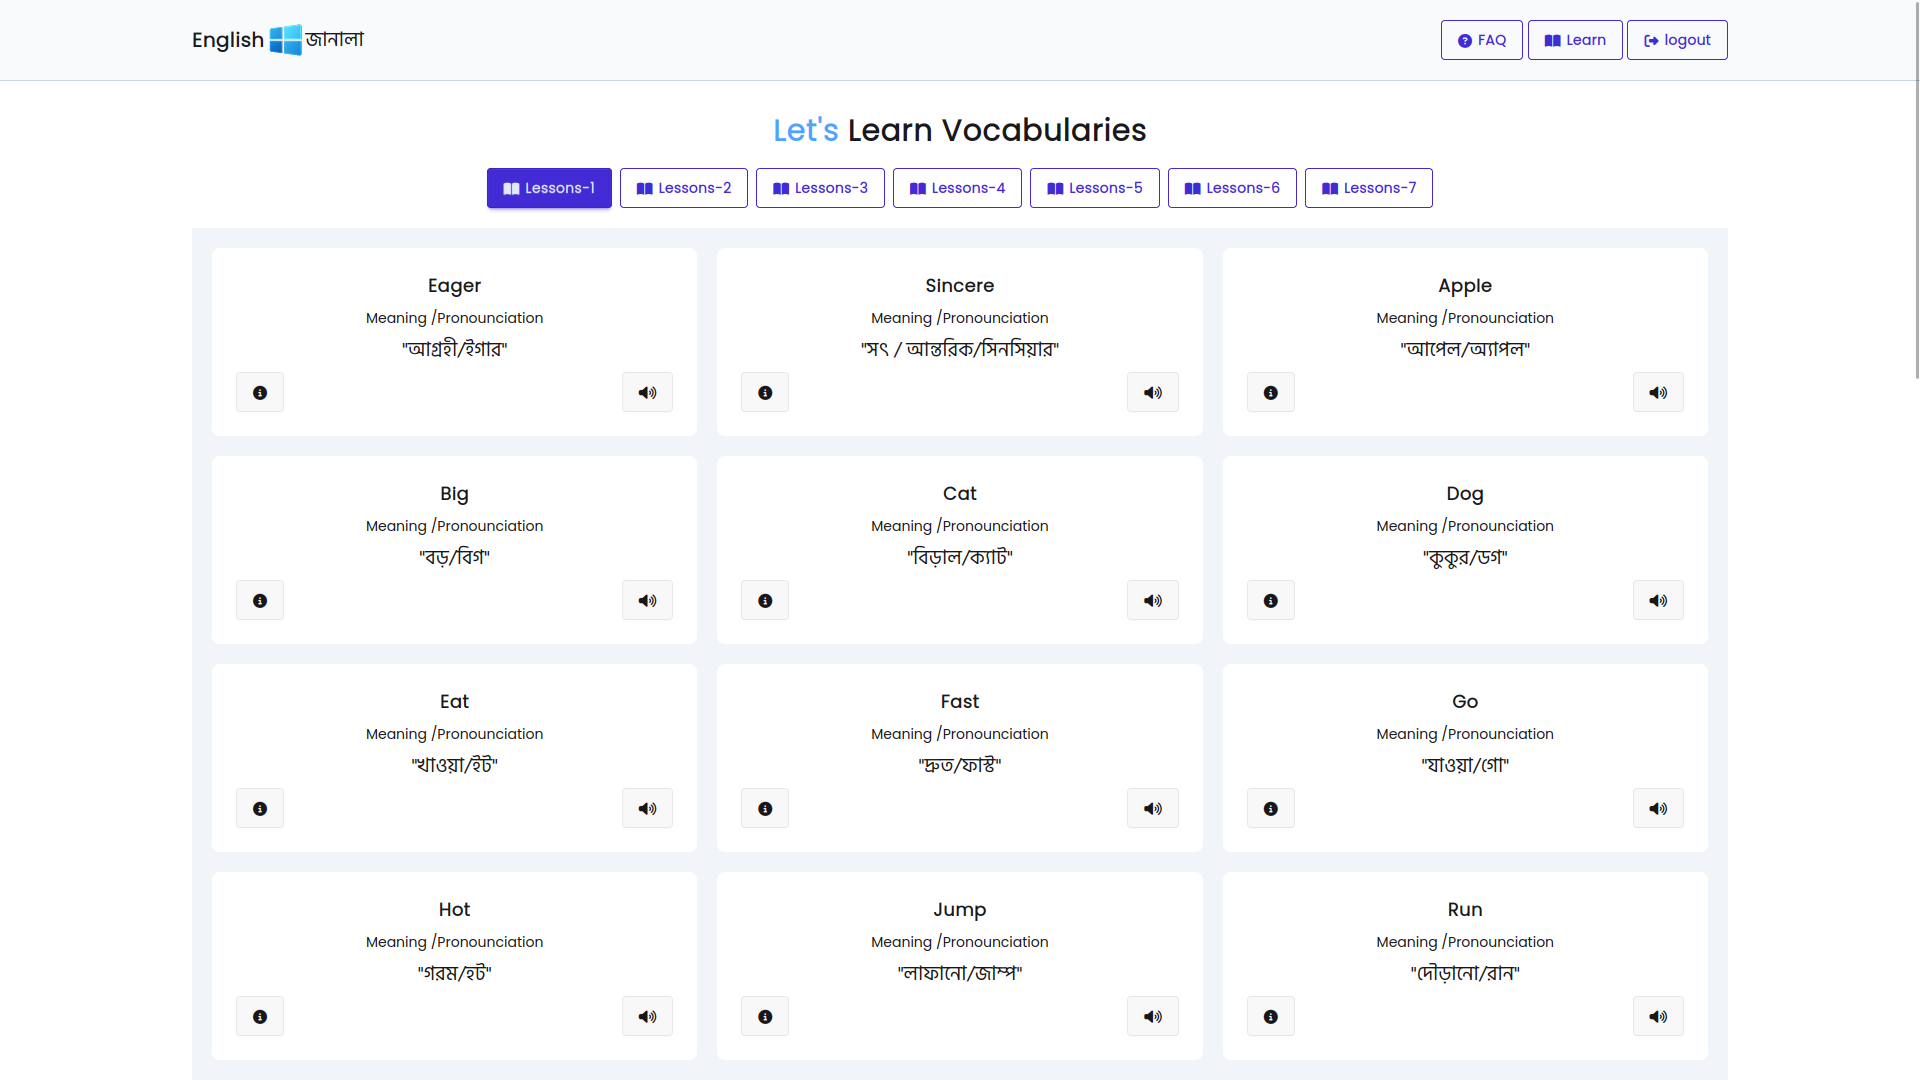 English জানালা
FAQ Learn logout
Let's Learn Vocabularies
Lessons-1 Lessons-2 Lessons-3 Lessons-4 Lessons-5 Lessons-6 Lessons-7
Eager
Meaning /Pronounciation
"আগ্রহী/ইগার"
Sincere
Meaning /Pronounciation
"সৎ / আন্তরিক/সিনসিয়ার"
Apple
Meaning /Pronounciation
"আপেল/অ্যাপল"
Big
Meaning /Pronounciation
"বড়/বিগ"
Cat
Meaning /Pronounciation
"বিড়াল/ক্যাট"
Dog
Meaning /Pronounciation
"কুকুর/ডগ"
Eat
Meaning /Pronounciation
"খাওয়া/ইট"
Fast
Meaning /Pronounciation
"দ্রুত/ফাস্ট"
Go
Meaning /Pronounciation
"যাওয়া/গো"
Hot
Meaning /Pronounciation
"গরম/হট"
Jump
Meaning /Pronounciation
"লাফানো/জাম্প"
Run
Meaning /Pronounciation
"দৌড়ানো/রান"